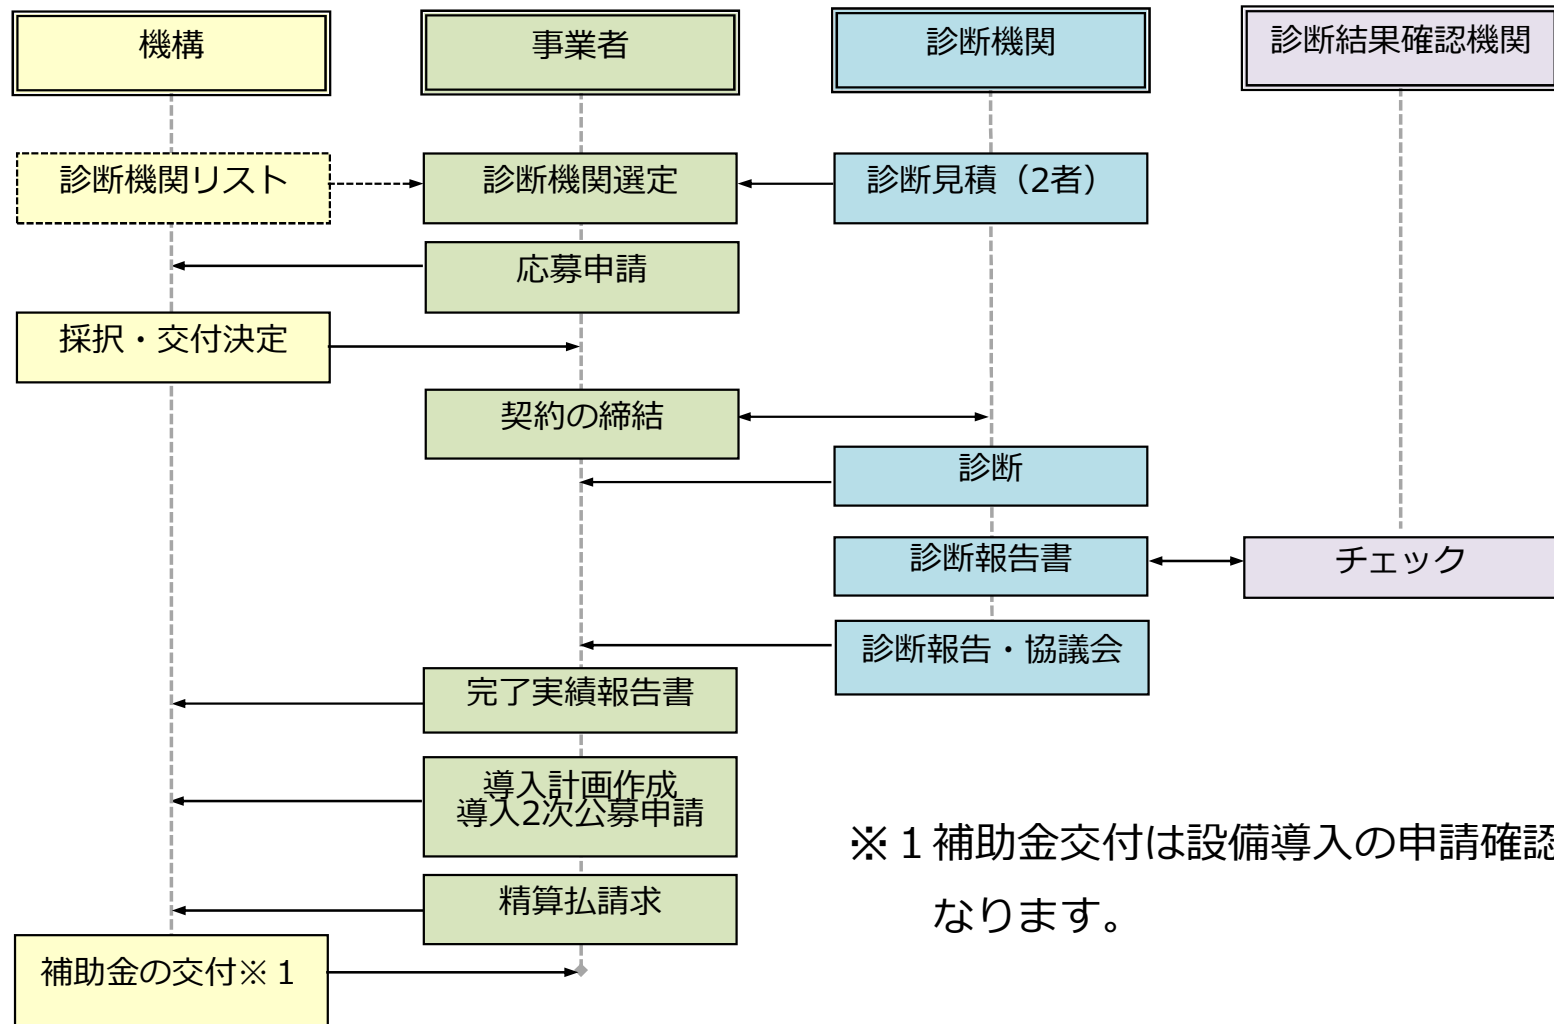 機構
事業者
診断機関
診断結果確認機関
診断機関リスト
診断機関選定
診断見積（2者）
応募申請
採択・交付決定
契約の締結
診断
診断報告書
チェック
診断報告・協議会
完了実績報告書
導入計画作成
導入2次公募申請
精算払請求
補助金の交付※１
※１補助金交付は設備導入の申請確認
なります。